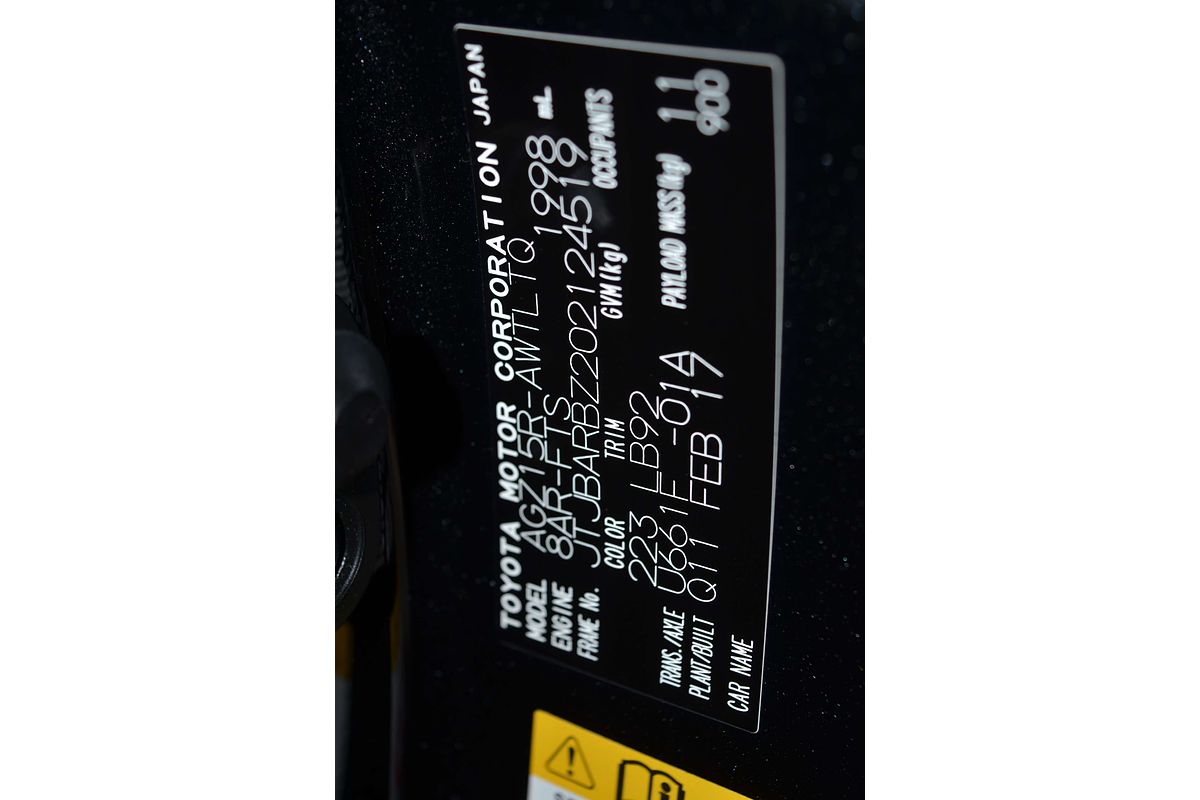 TOYOTA MOTOR CORPORATION JAPAN
MODEL AGZ15R-AWTLTQ
ENGINE 8AR-FTS 1998 mL
FRAME No. JTJBARBZ202124519
COLOR TRIM GVM(kg) OCCUPANTS
223 LB92
TRANS./AXLE U661F -01A PAYLOAD MASS(kg) 11
PLANT/BUILT Q11 FEB 17 900
CAR NAME